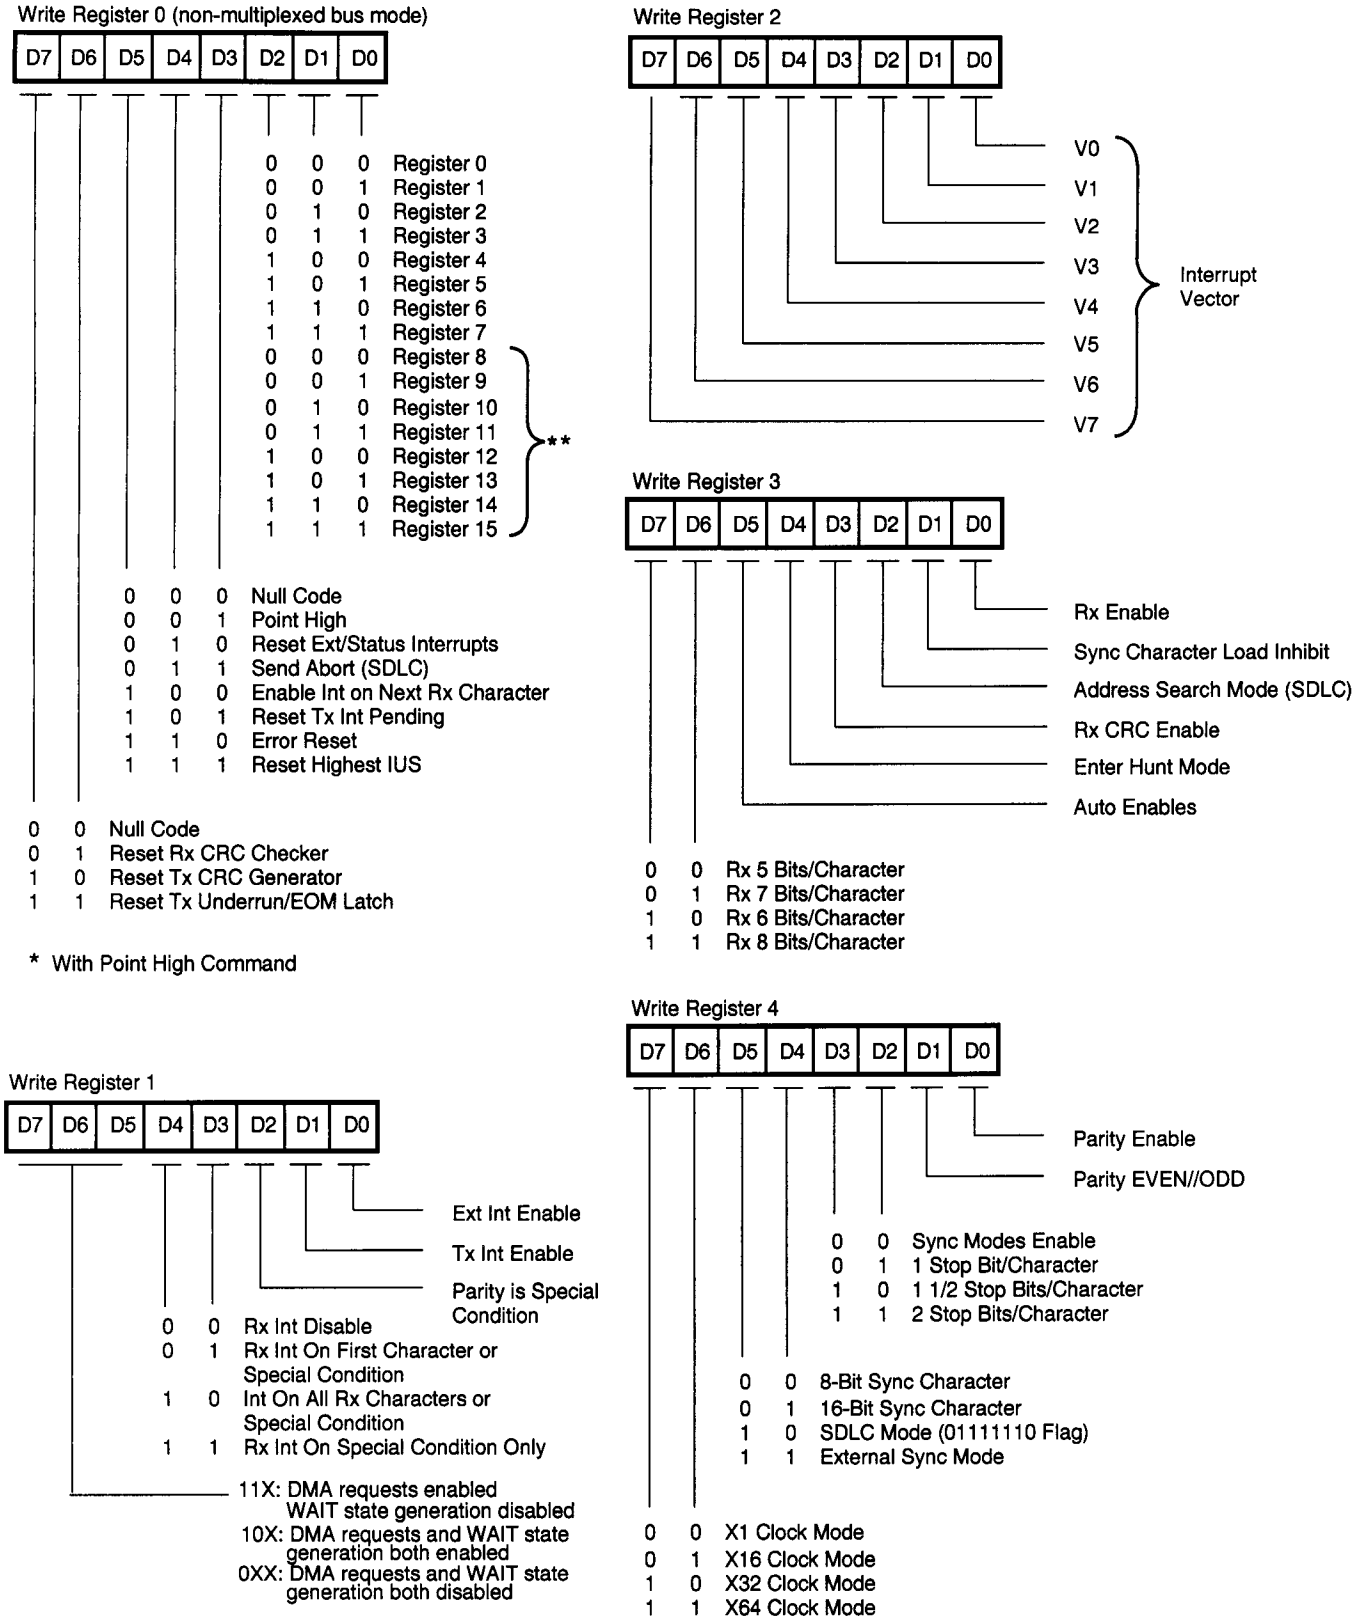 Write Register 0 (non-multiplexed bus mode)
D7 D6 D5 D4 D3 D2 D1 D0
0 0 0 Register 0
0 0 1 Register 1
0 1 0 Register 2
0 1 1 Register 3
1 0 0 Register 4
1 0 1 Register 5
1 1 0 Register 6
1 1 1 Register 7
0 0 0 Register 8
0 0 1 Register 9
0 1 0 Register 10
0 1 1 Register 11
**
1 0 0 Register 12
1 0 1 Register 13
1 1 0 Register 14
1 1 1 Register 15
0 0 0 Null Code
0 0 1 Point High
0 1 0 Reset Ext/Status Interrupts
0 1 1 Send Abort (SDLC)
1 0 0 Enable Int on Next Rx Character
1 0 1 Reset Tx Int Pending
1 1 0 Error Reset
1 1 1 Reset Highest IUS
0 0 Null Code
0 1 Reset Rx CRC Checker
1 0 Reset Tx CRC Generator
1 1 Reset Tx Underrun/EOM Latch
* With Point High Command
Write Register 1
D7 D6 D5 D4 D3 D2 D1 D0
Ext Int Enable
Tx Int Enable
Parity is Special
Condition
0 0 Rx Int Disable
0 1 Rx Int On First Character or
Special Condition
1 0 Int On All Rx Characters or
Special Condition
1 1 Rx Int On Special Condition Only
11X: DMA requests enabled
WAIT state generation disabled
10X: DMA requests and WAIT state
generation both enabled
0XX: DMA requests and WAIT state
generation both disabled
Write Register 2
D7 D6 D5 D4 D3 D2 D1 D0
V0
V1
V2
V3
V4
V5
V6
V7
Interrupt
Vector
Write Register 3
D7 D6 D5 D4 D3 D2 D1 D0
Rx Enable
Sync Character Load Inhibit
Address Search Mode (SDLC)
Rx CRC Enable
Enter Hunt Mode
Auto Enables
0 0 Rx 5 Bits/Character
0 1 Rx 7 Bits/Character
1 0 Rx 6 Bits/Character
1 1 Rx 8 Bits/Character
Write Register 4
D7 D6 D5 D4 D3 D2 D1 D0
Parity Enable
Parity EVEN//ODD
0 0 Sync Modes Enable
0 1 1 Stop Bit/Character
1 0 1 1/2 Stop Bits/Character
1 1 2 Stop Bits/Character
0 0 8-Bit Sync Character
0 1 16-Bit Sync Character
1 0 SDLC Mode (01111110 Flag)
1 1 External Sync Mode
0 0 X1 Clock Mode
0 1 X16 Clock Mode
1 0 X32 Clock Mode
1 1 X64 Clock Mode